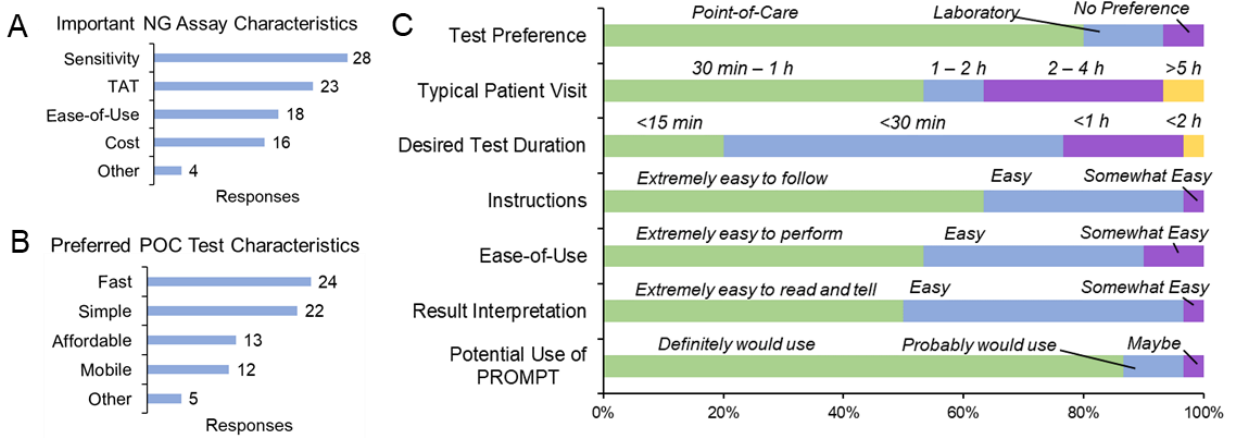 A
Important NG Assay Characteristics
Sensitivity 28
TAT 23
Ease-of-Use 18
Cost 16
Other 4
Responses
B
Preferred POC Test Characteristics
Fast 24
Simple 22
Affordable 13
Mobile 12
Other 5
Responses
C
Point-of-Care Laboratory No Preference
Test Preference
30 min – 1 h 1 – 2 h 2 – 4 h >5 h
Typical Patient Visit
<15 min <30 min <1 h <2 h
Desired Test Duration
Extremely easy to follow Easy Somewhat Easy
Instructions
Extremely easy to perform Easy Somewhat Easy
Ease-of-Use
Extremely easy to read and tell Easy Somewhat Easy
Result Interpretation
Definitely would use Probably would use Maybe
Potential Use of
PROMPT
0% 20% 40% 60% 80% 100%